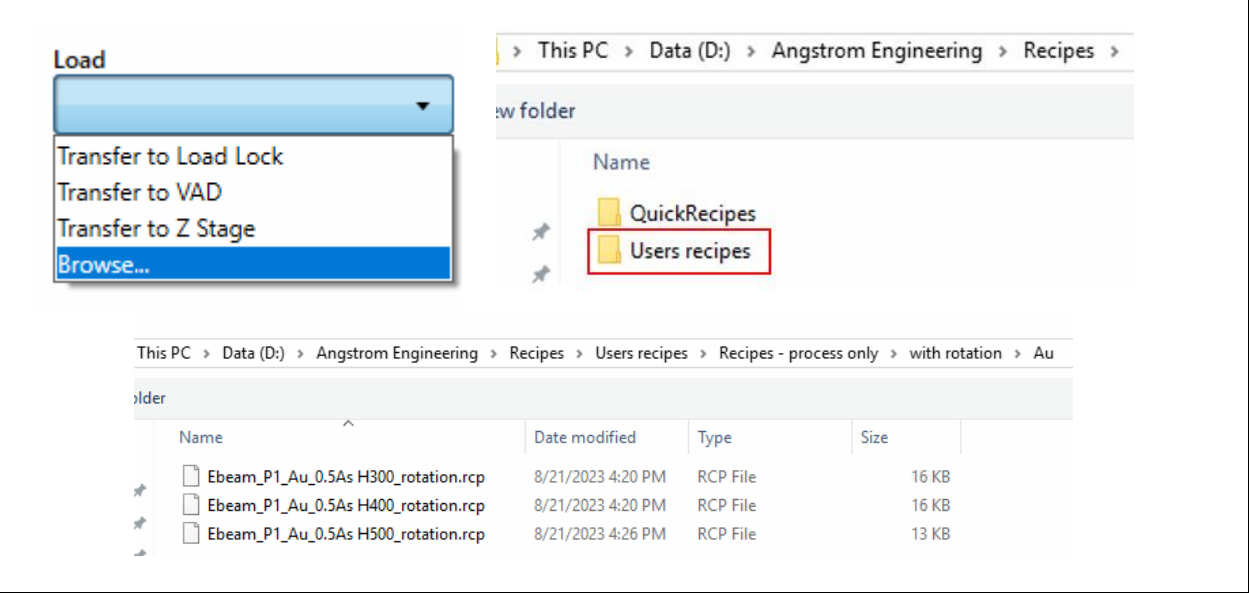 Load
Transfer to Load Lock
Transfer to VAD
Transfer to Z Stage
Browse...
> This PC > Data (D:) > Angstrom Engineering > Recipes >
ew folder
Name
QuickRecipes
Users recipes
This PC > Data (D:) > Angstrom Engineering > Recipes > Users recipes > Recipes - process only > with rotation > Au
older
Name Date modified Type Size
Ebeam_P1_Au_0.5As H300_rotation.rcp 8/21/2023 4:20 PM RCP File 16 KB
Ebeam_P1_Au_0.5As H400_rotation.rcp 8/21/2023 4:20 PM RCP File 16 KB
Ebeam_P1_Au_0.5As H500_rotation.rcp 8/21/2023 4:26 PM RCP File 13 KB